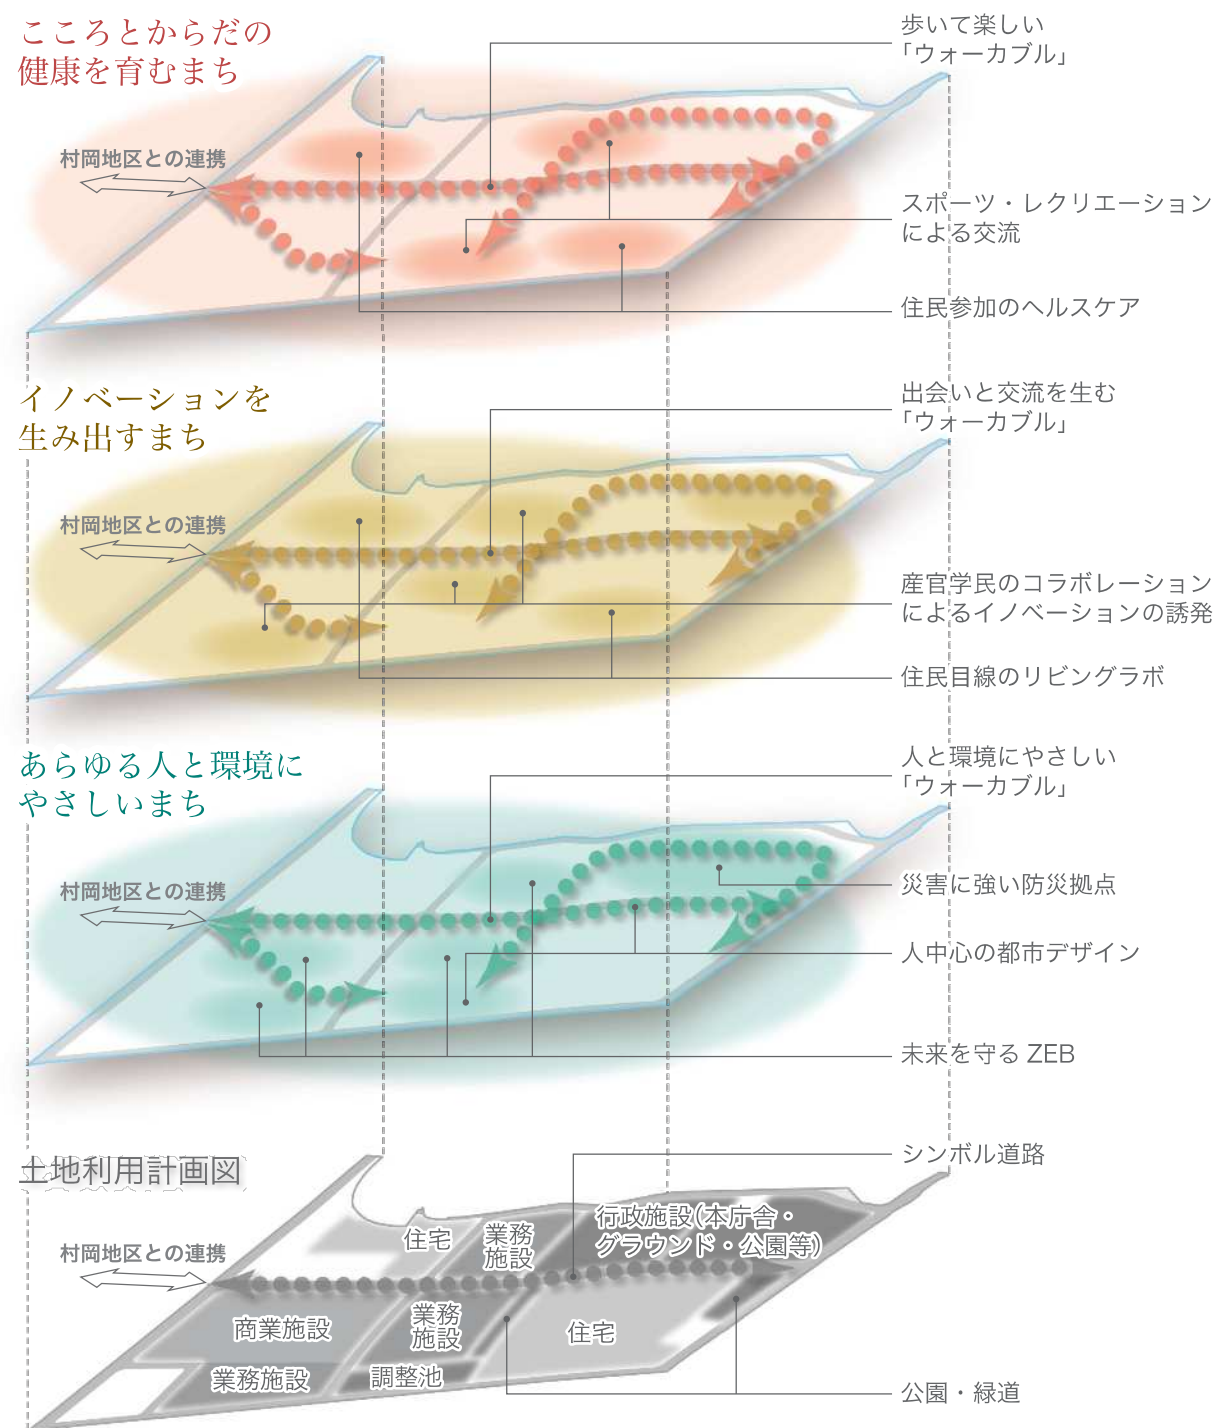 こころとからだの
健康を育むまち
歩いて楽しい
「ウォーカブル」
村岡地区との連携
スポーツ・レクリエーション
による交流
住民参加のヘルスケア
イノベーションを
生み出すまち
出会いと交流を生む
「ウォーカブル」
村岡地区との連携
産官学民のコラボレーション
によるイノベーションの誘発
住民目線のリビングラボ
あらゆる人と環境に
やさしいまち
人と環境にやさしい
「ウォーカブル」
村岡地区との連携
災害に強い防災拠点
人中心の都市デザイン
未来を守る ZEB
土地利用計画図
シンボル道路
村岡地区との連携
住宅
業務
施設
行政施設(本庁舎・
グラウンド・公園等)
商業施設
業務
施設
住宅
業務施設
調整池
公園・緑道